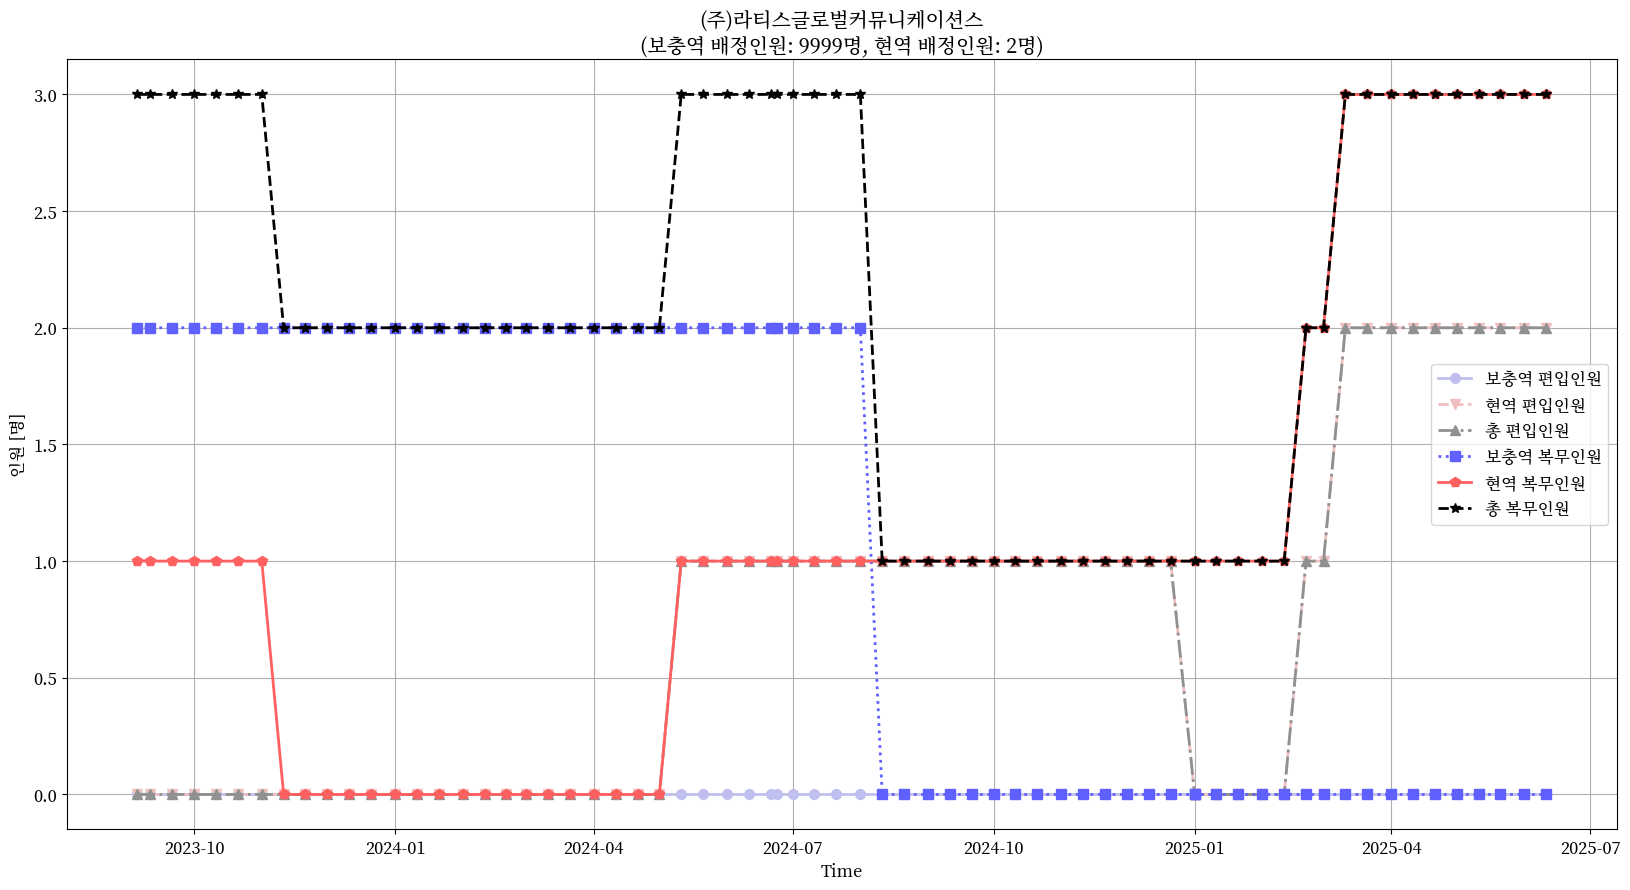 (주)라티스글로벌커뮤니케이션스
(보충역 배정인원: 9999명, 현역 배정인원: 2명)
인원 [명]
3.0
2.5
2.0
1.5
1.0
0.5
0.0
보충역 편입인원
현역 편입인원
총 편입인원
보충역 복무인원
현역 복무인원
총 복무인원
2023-10
2024-01
2024-04
2024-07
2024-10
2025-01
2025-04
2025-07
Time